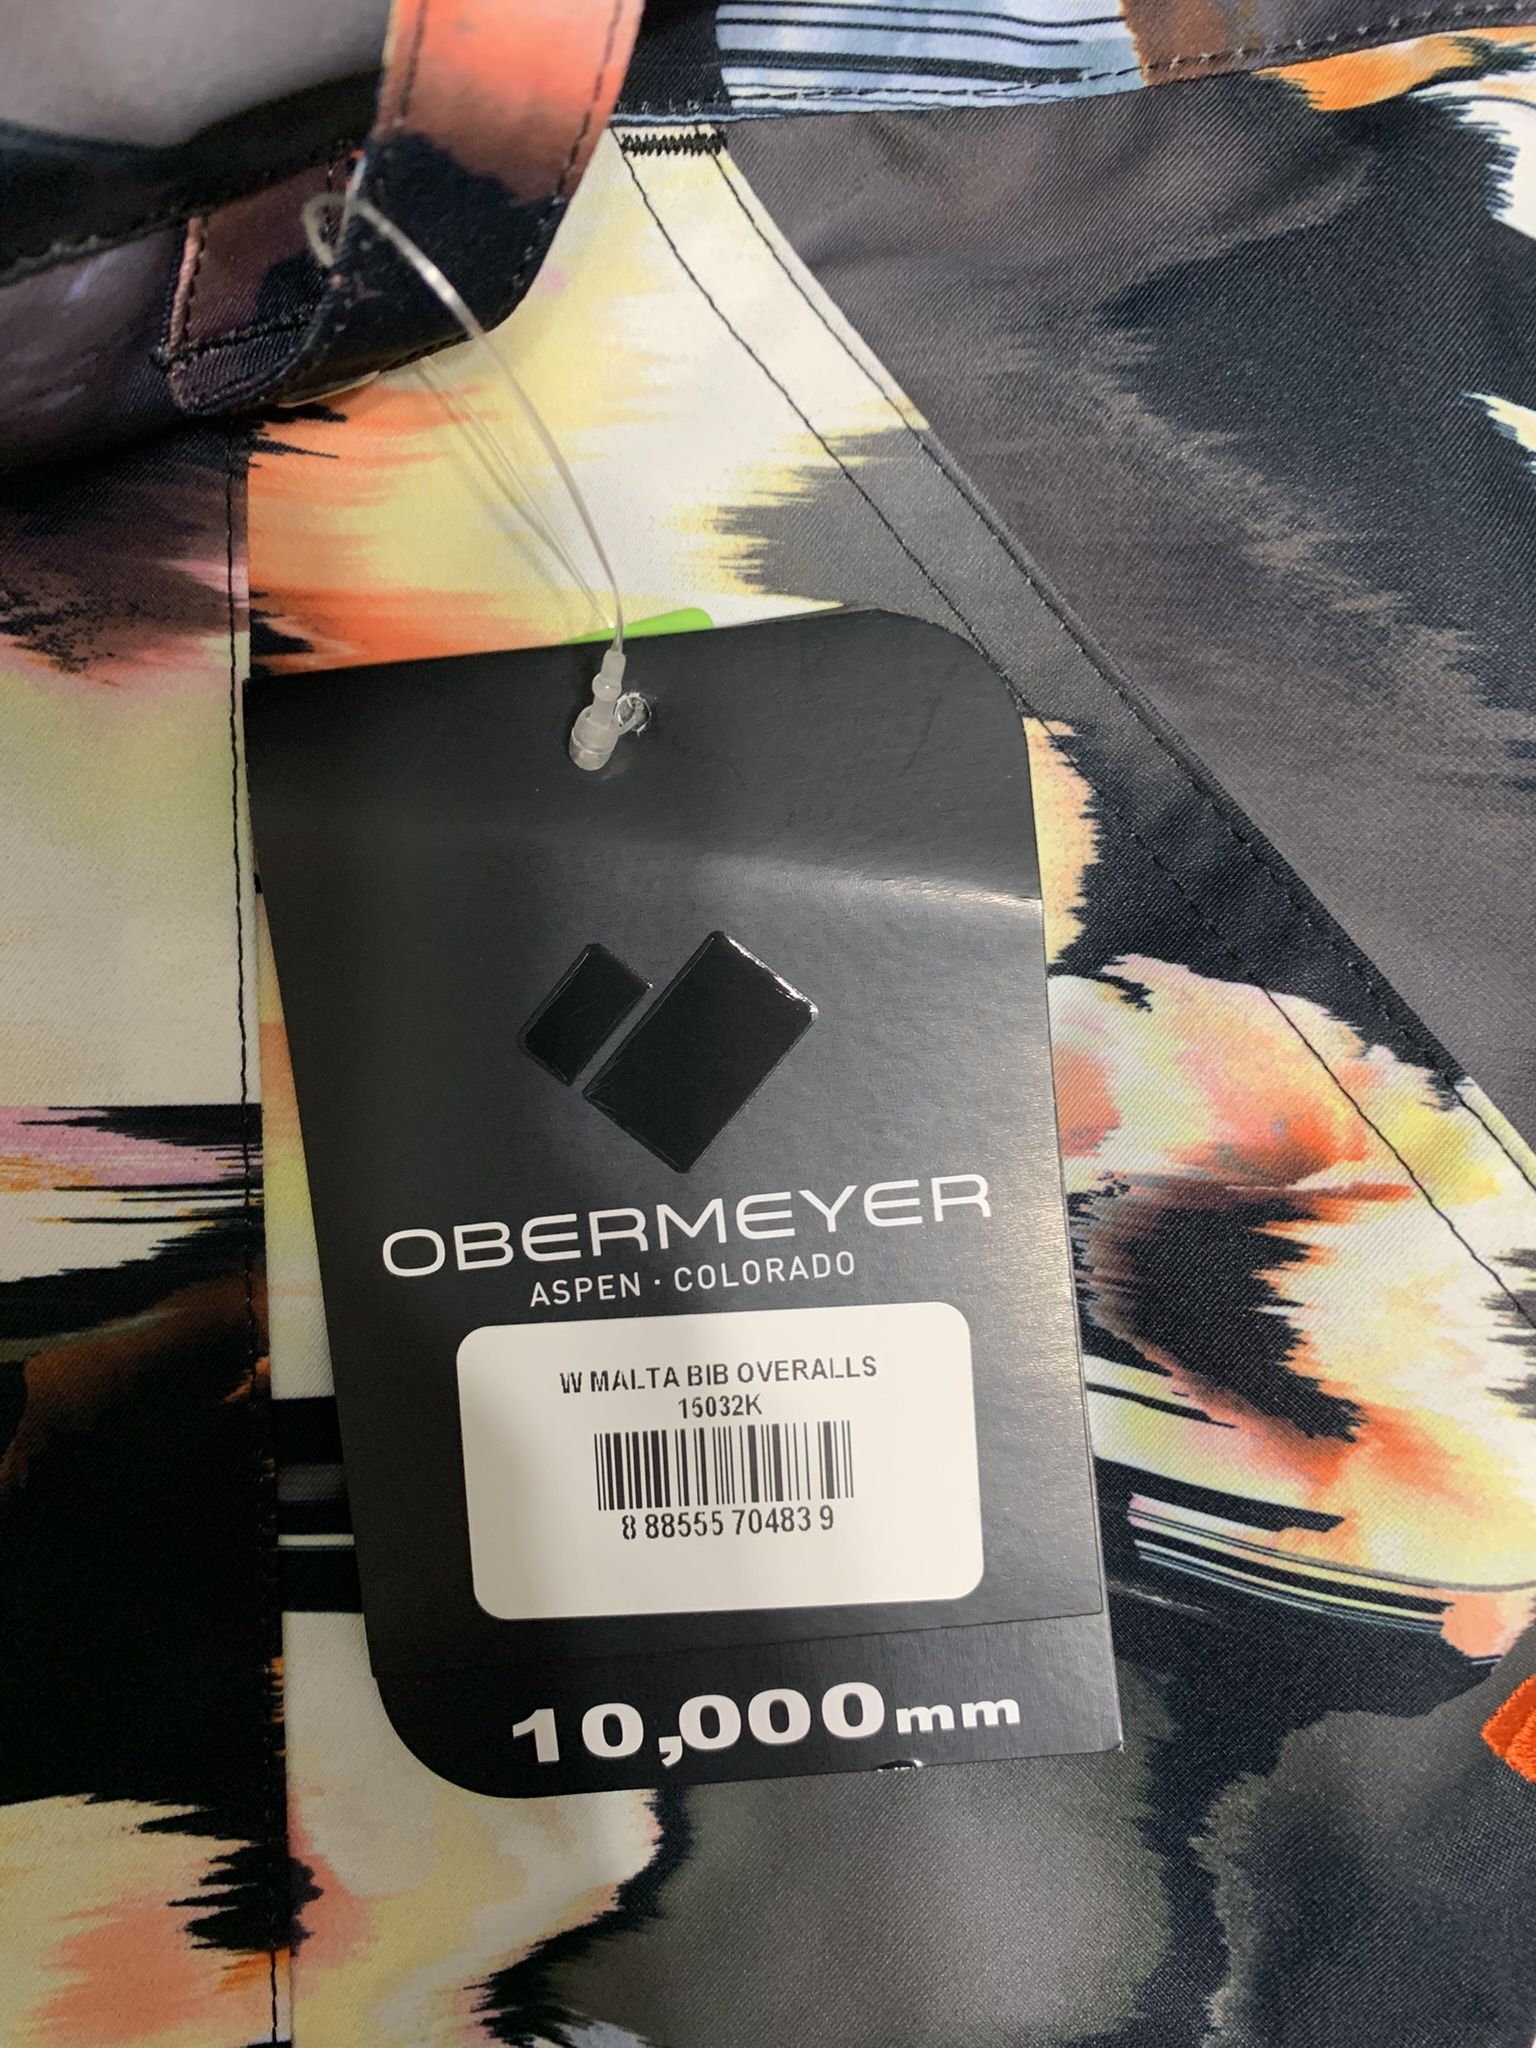 OBERMEYER
ASPEN · COLORADO
W MALTA BIB OVERALLS
15032K
8 88555 70483 9
10,000mm